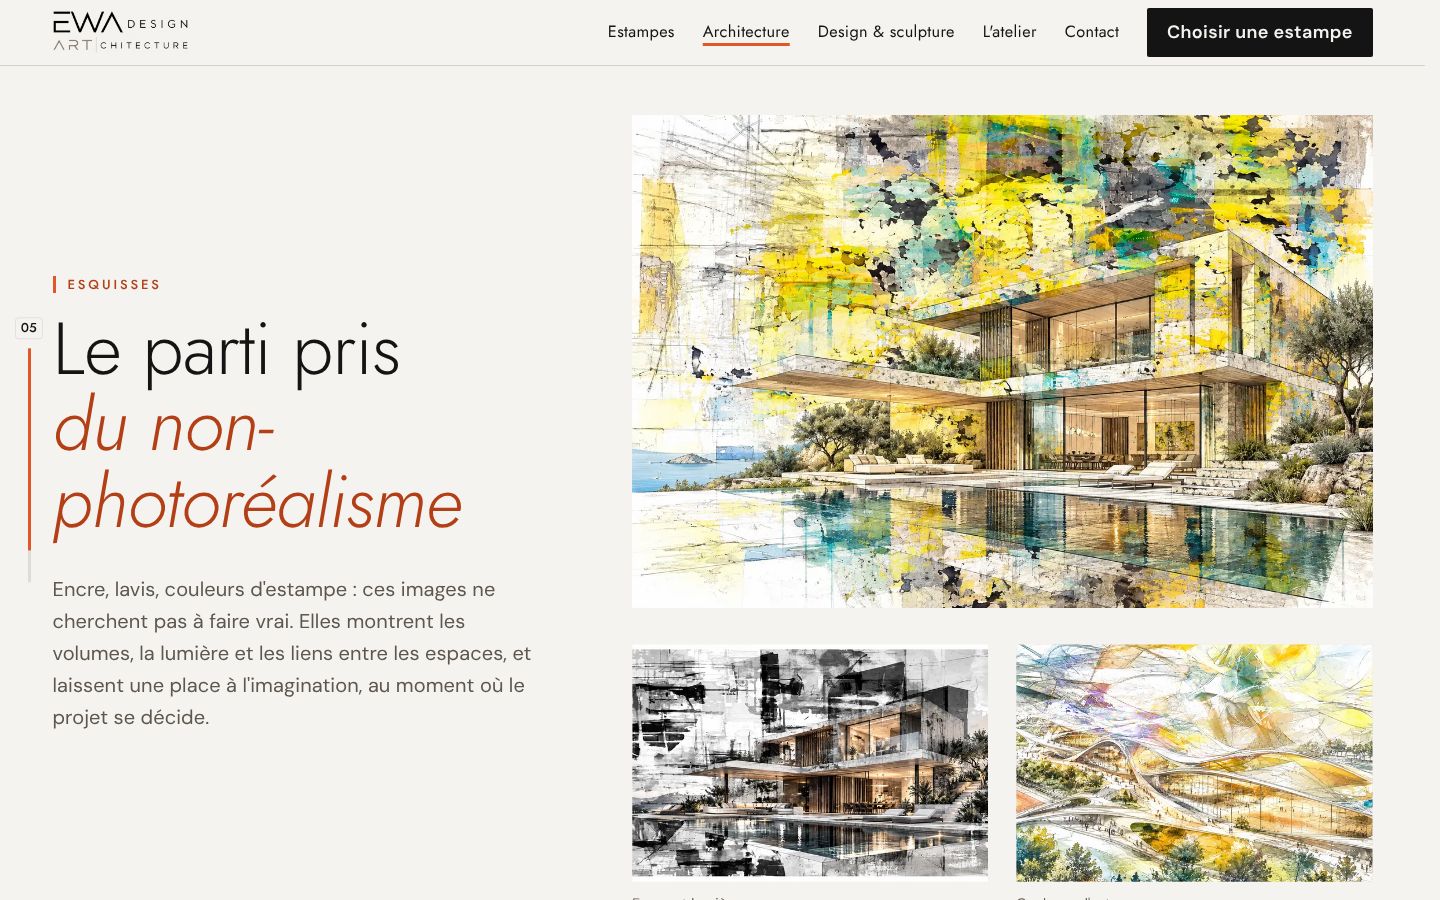 EWA DESIGN
ART CHITECTURE
Estampes
Architecture
Design & sculpture
L'atelier
Contact
Choisir une estampe
ESQUISSES
05
Le parti pris
du non-
photoréalisme
Encre, lavis, couleurs d'estampe : ces images ne
cherchent pas à faire vrai. Elles montrent les
volumes, la lumière et les liens entre les espaces, et
laissent une place à l'imagination, au moment où le
projet se décide.